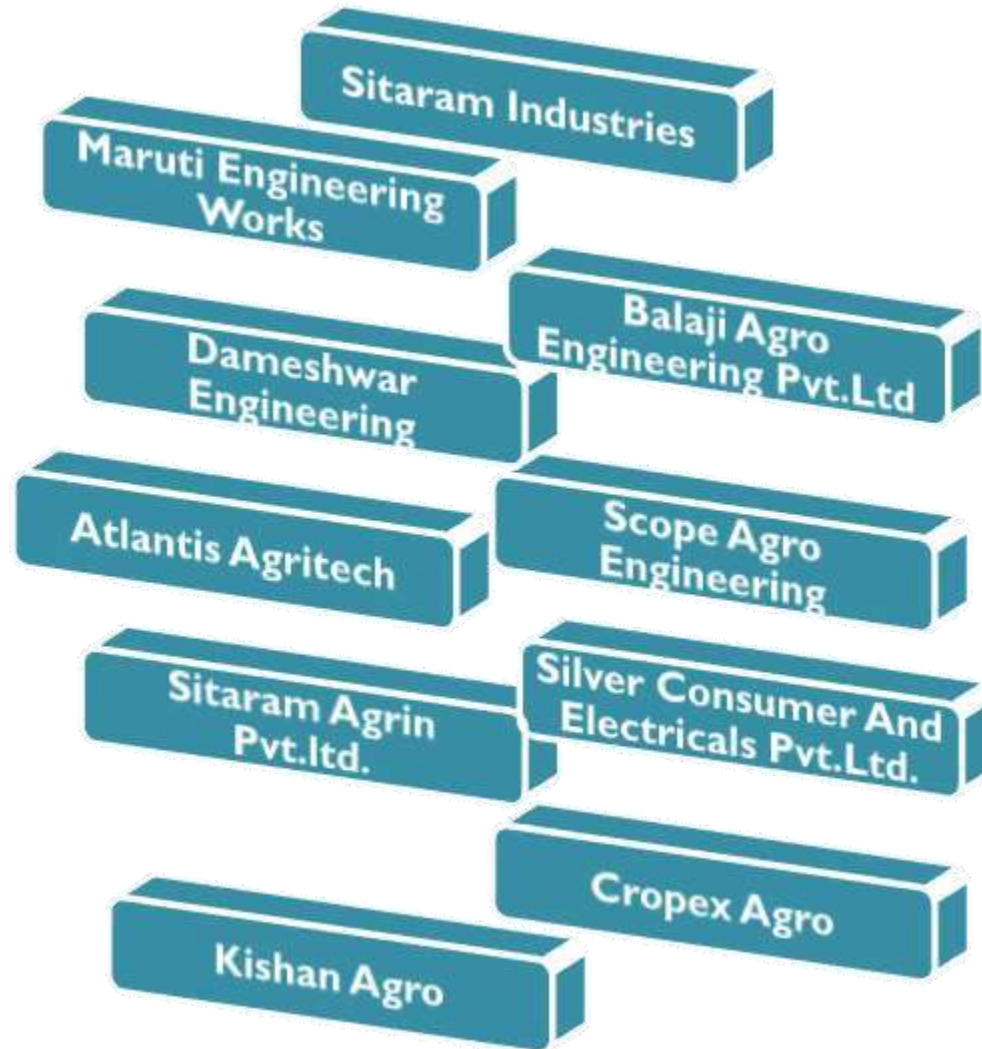 Sitaram Industries
Maruti Engineering
Works
Balaji Agro
Engineering Pvt.Ltd
Dameshwar
Engineering
Atlantis Agritech
Scope Agro
Engineering
Sitaram Agrin
Pvt.ltd.
Silver Consumer And
Electricals Pvt.Ltd.
Cropex Agro
Kishan Agro